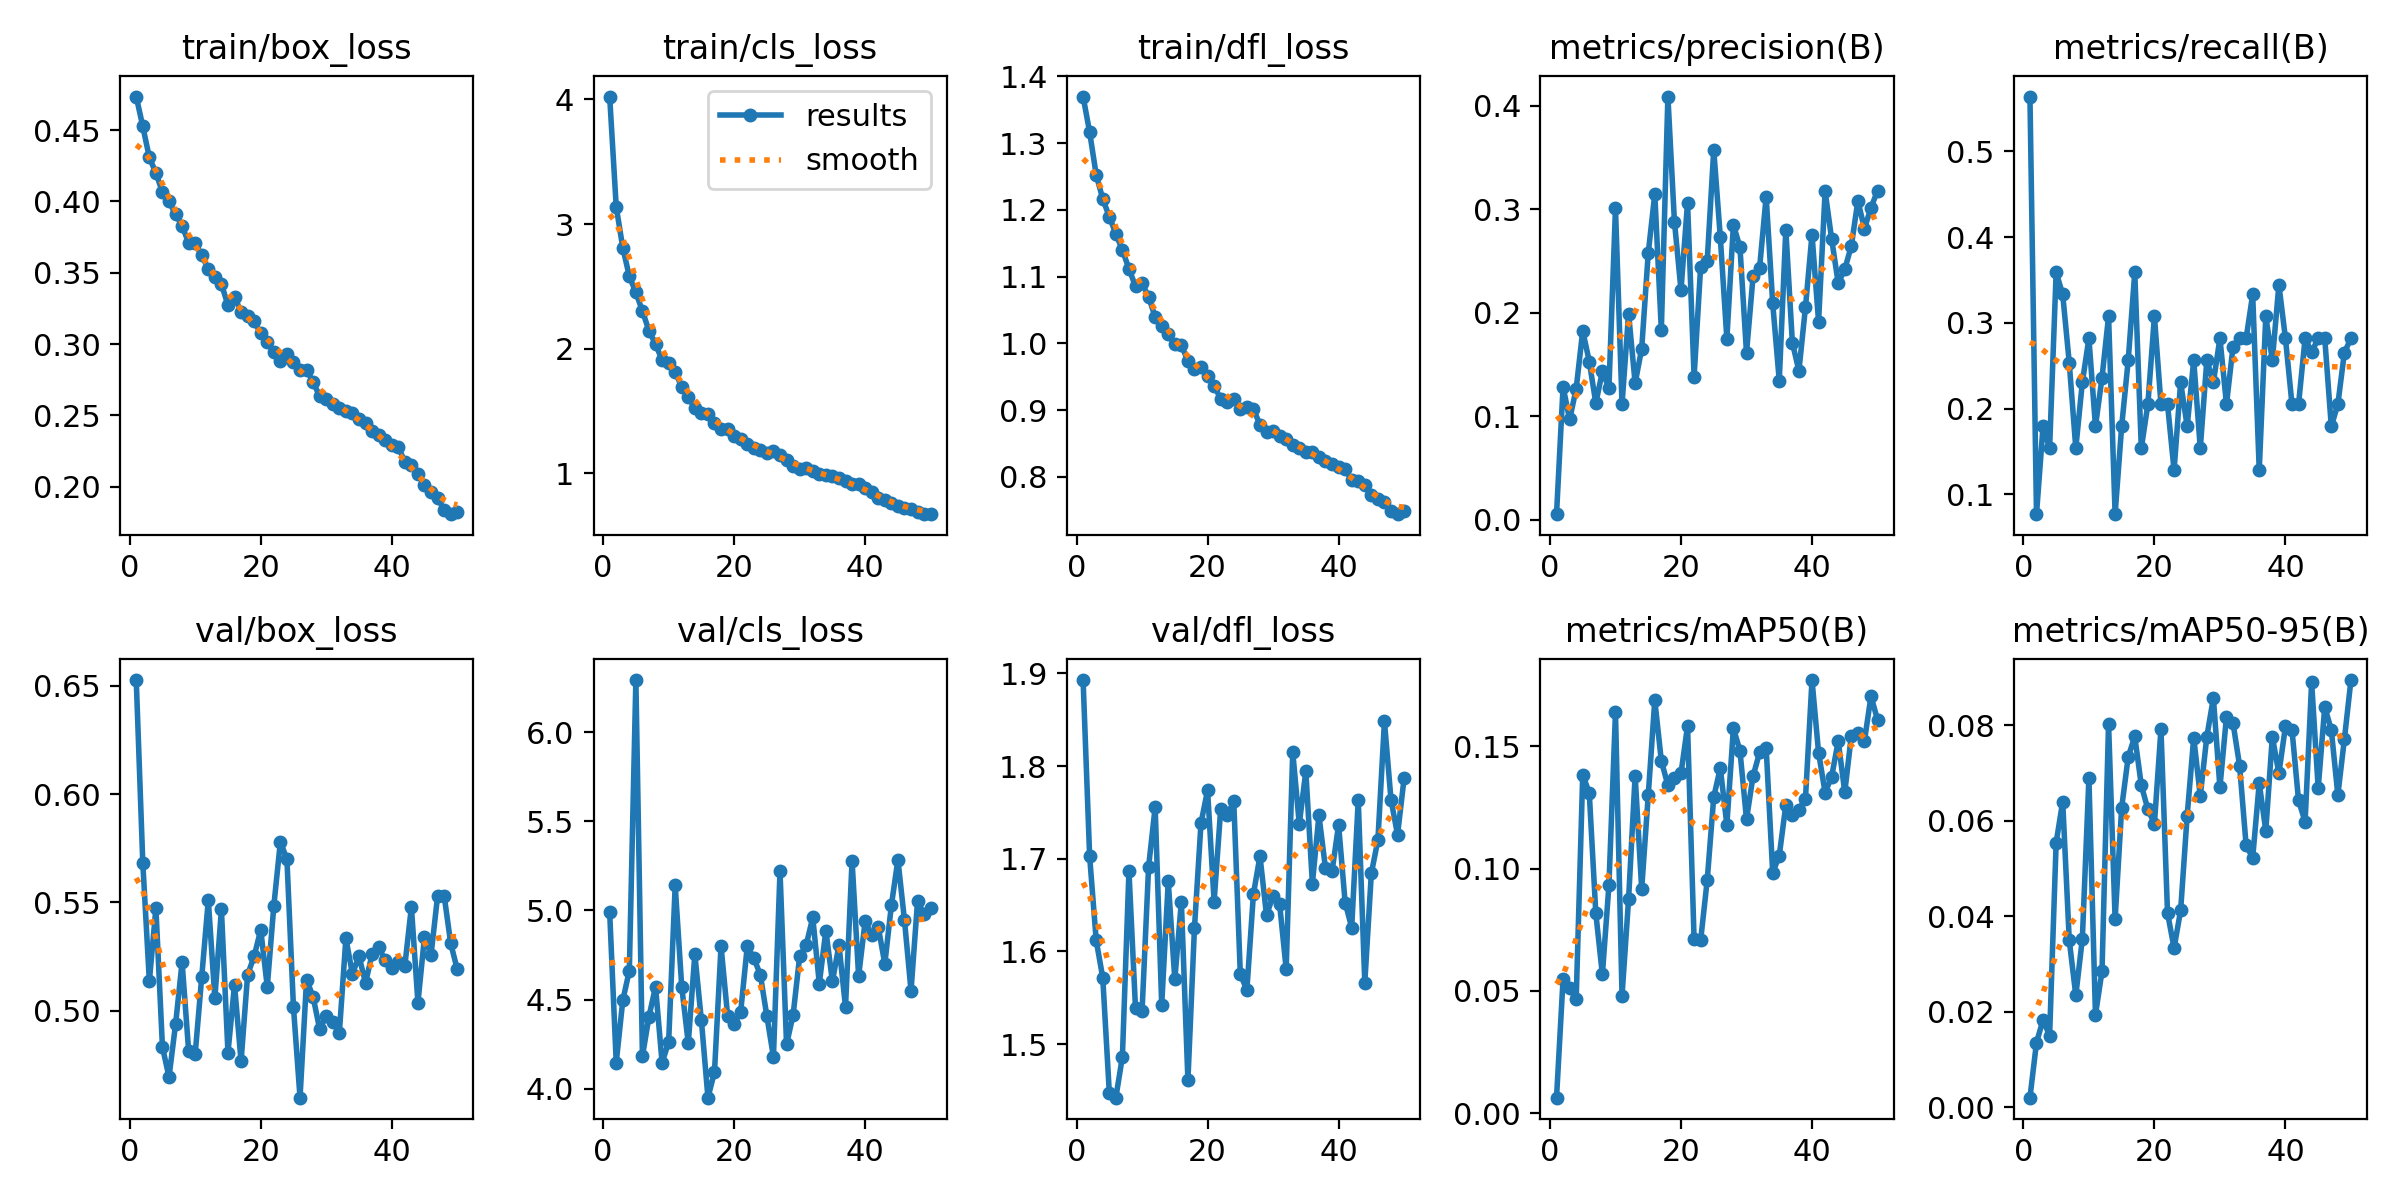 train/box_loss
0.45
0.40
0.35
0.30
0.25
0.20
0 20 40
train/cls_loss
results
smooth
4
3
2
1
0 20 40
train/dfl_loss
1.4
1.3
1.2
1.1
1.0
0.9
0.8
0 20 40
metrics/precision(B)
0.4
0.3
0.2
0.1
0.0
0 20 40
metrics/recall(B)
0.5
0.4
0.3
0.2
0.1
0 20 40
val/box_loss
0.65
0.60
0.55
0.50
0 20 40
val/cls_loss
6.0
5.5
5.0
4.5
4.0
0 20 40
val/dfl_loss
1.9
1.8
1.7
1.6
1.5
0 20 40
metrics/mAP50(B)
0.15
0.10
0.05
0.00
0 20 40
metrics/mAP50-95(B)
0.08
0.06
0.04
0.02
0.00
0 20 40